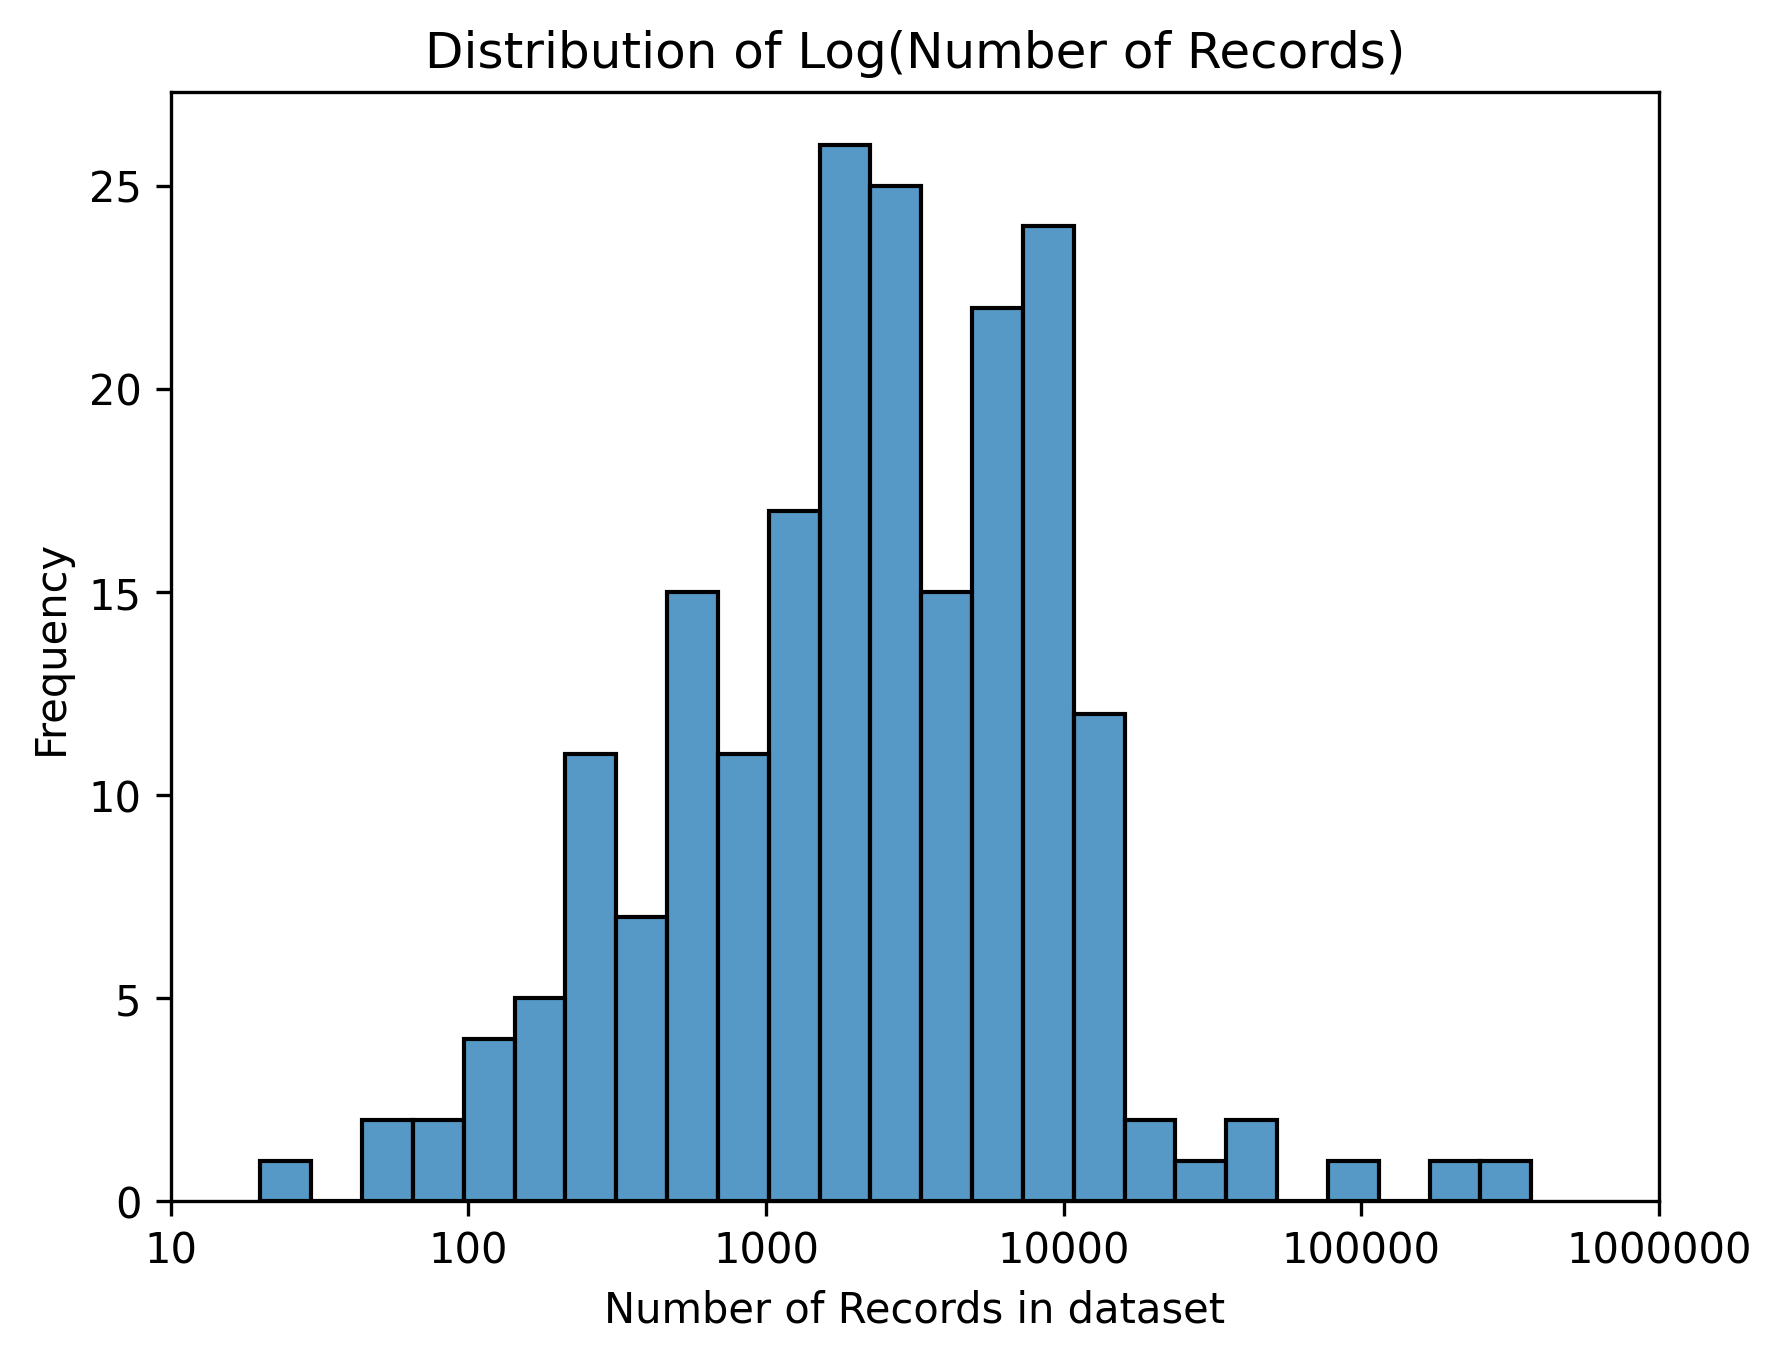 Distribution of Log(Number of Records)
Frequency
25
20
15
10
5
0
10 100 1000 10000 100000 1000000
Number of Records in dataset